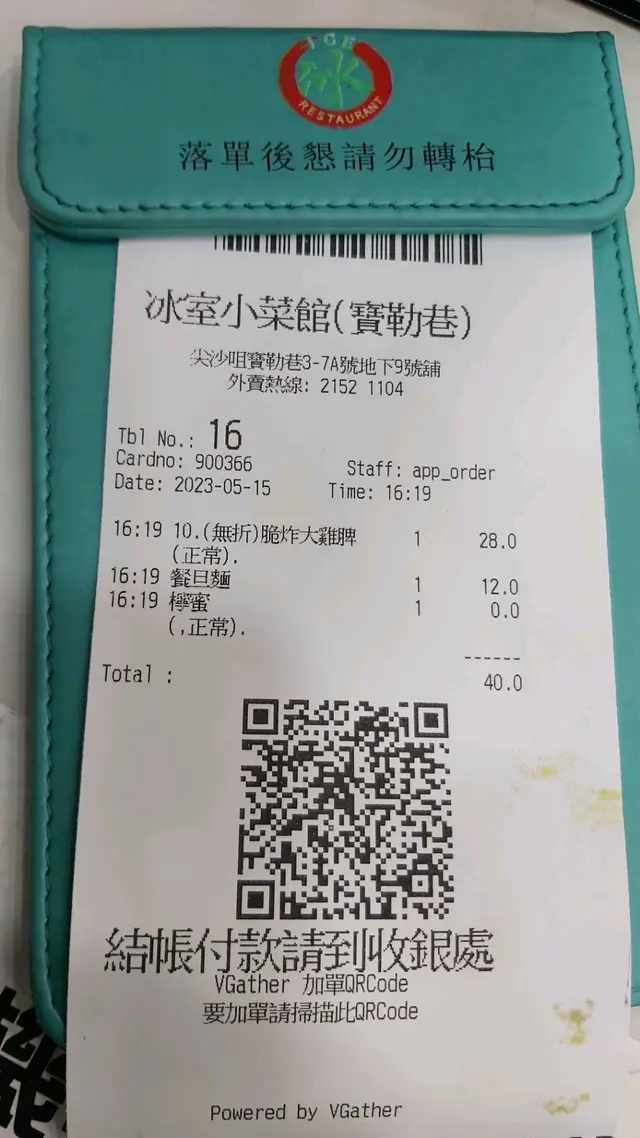 TGE
冰
RESTAURANT
落單後懇請勿轉枱
冰室小菜館(寶勒巷)
尖沙咀寶勒巷3-7A號地下9號舖
外賣熱線: 2152 1104
Tbl No.: 16
Cardno: 900366 Staff: app_order
Date: 2023-05-15 Time: 16:19
16:19 10.(無折)脆炸大雞脾 1 28.0
(正常).
16:19 餐旦麵 1 12.0
16:19 檸蜜 1 0.0
(,正常).
------
Total : 40.0
結帳付款請到收銀處
VGather 加單QRCode
要加單請掃描此QRCode
Powered by VGather